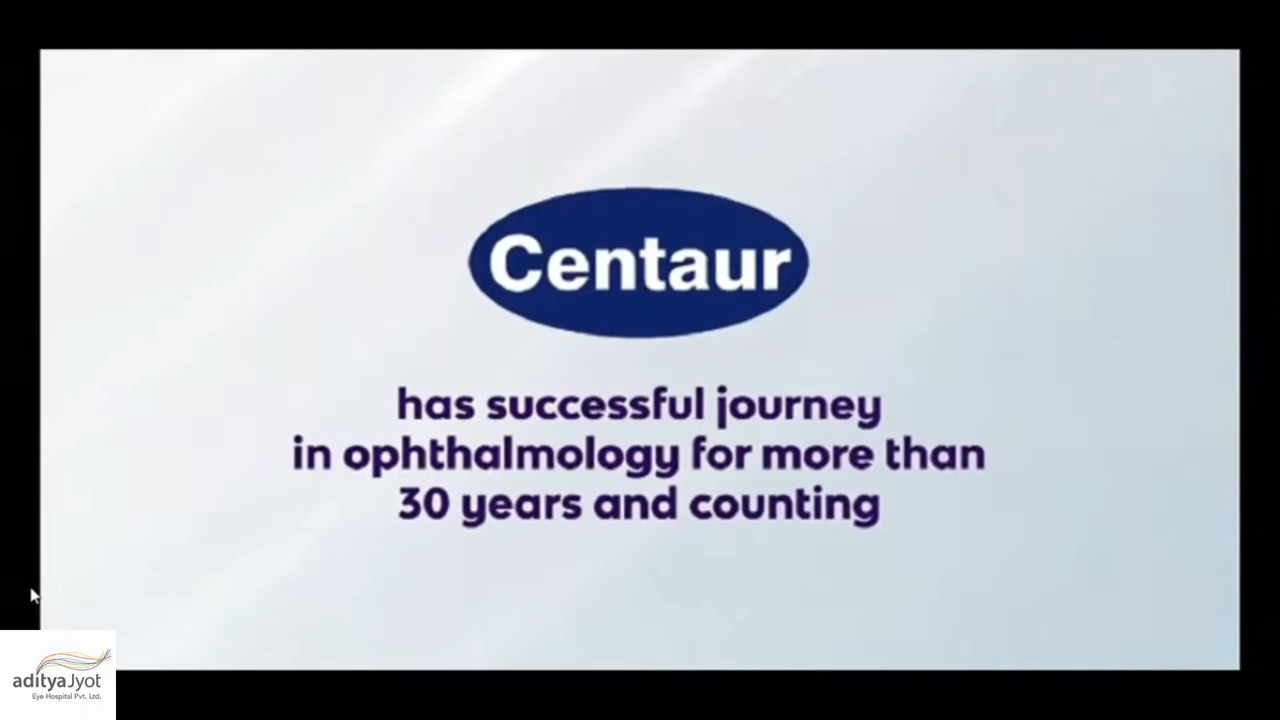 Centaur
has successful journey
in ophthalmology for more than
30 years and counting
adityaJyot
Eye Hospital Pvt. Ltd.